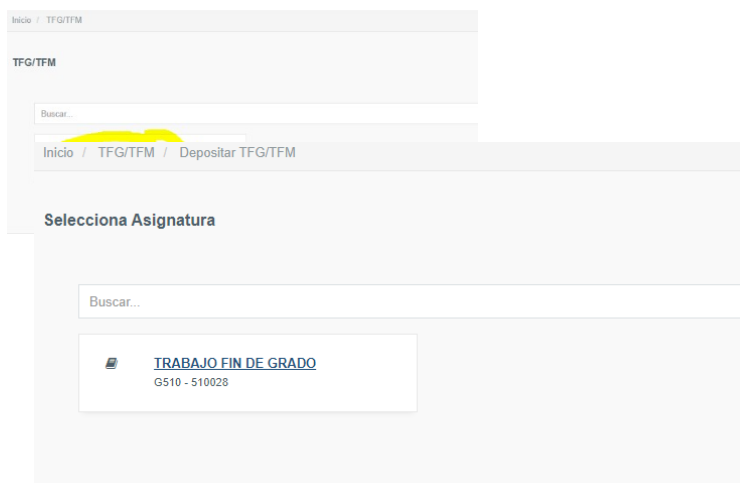 Inicio / TFG/TFM
TFG/TFM
Buscar...
Inicio / TFG/TFM / Depositar TFG/TFM
Selecciona Asignatura
Buscar...
TRABAJO FIN DE GRADO
G510 - 510028